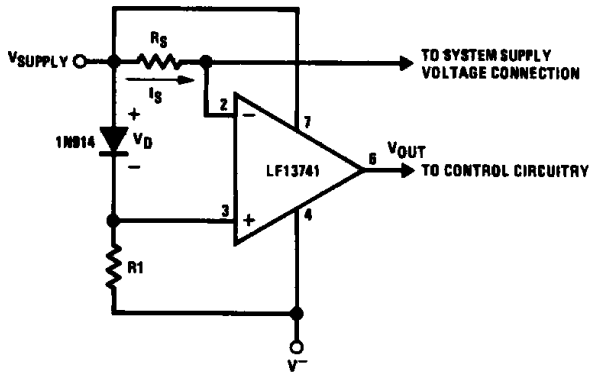 VSUPPLY
RS
IS
TO SYSTEM SUPPLY
VOLTAGE CONNECTION
+
1N914
VD
−
2
−
7
LF13741
6
VOUT
TO CONTROL CIRCUITRY
3
+
4
R1
V−